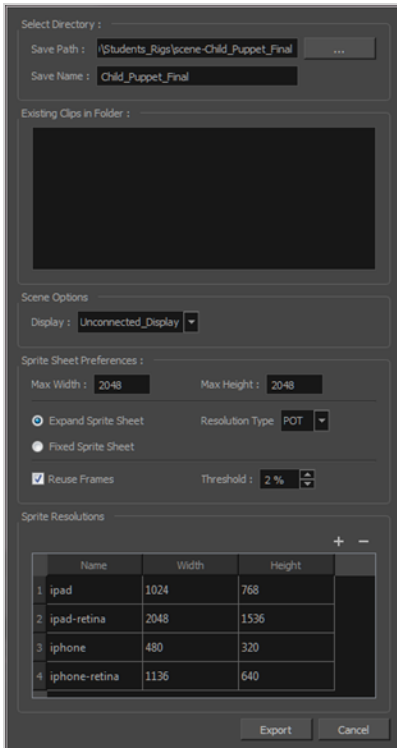 Select Directory :
Save Path : \Students_Rigs\scene-Child_Puppet_Final ...
Save Name : Child_Puppet_Final
Existing Clips in Folder :
Scene Options
Display : Unconnected_Display
Sprite Sheet Preferences :
Max Width : 2048 Max Height : 2048
Expand Sprite Sheet Resolution Type POT
Fixed Sprite Sheet
Reuse Frames Threshold : 2 %
Sprite Resolutions
+ −
Name Width Height
1 ipad 1024 768
2 ipad-retina 2048 1536
3 iphone 480 320
4 iphone-retina 1136 640
Export Cancel